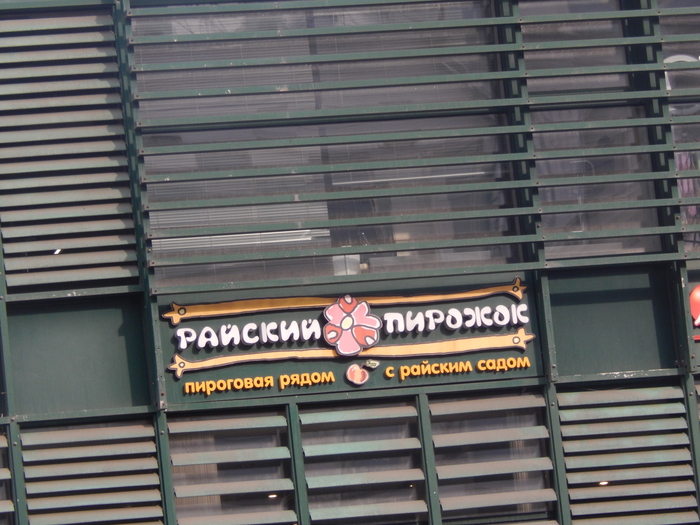 РАЙСКИЙ ПИРОЖОК
пироговая рядом с райским садом